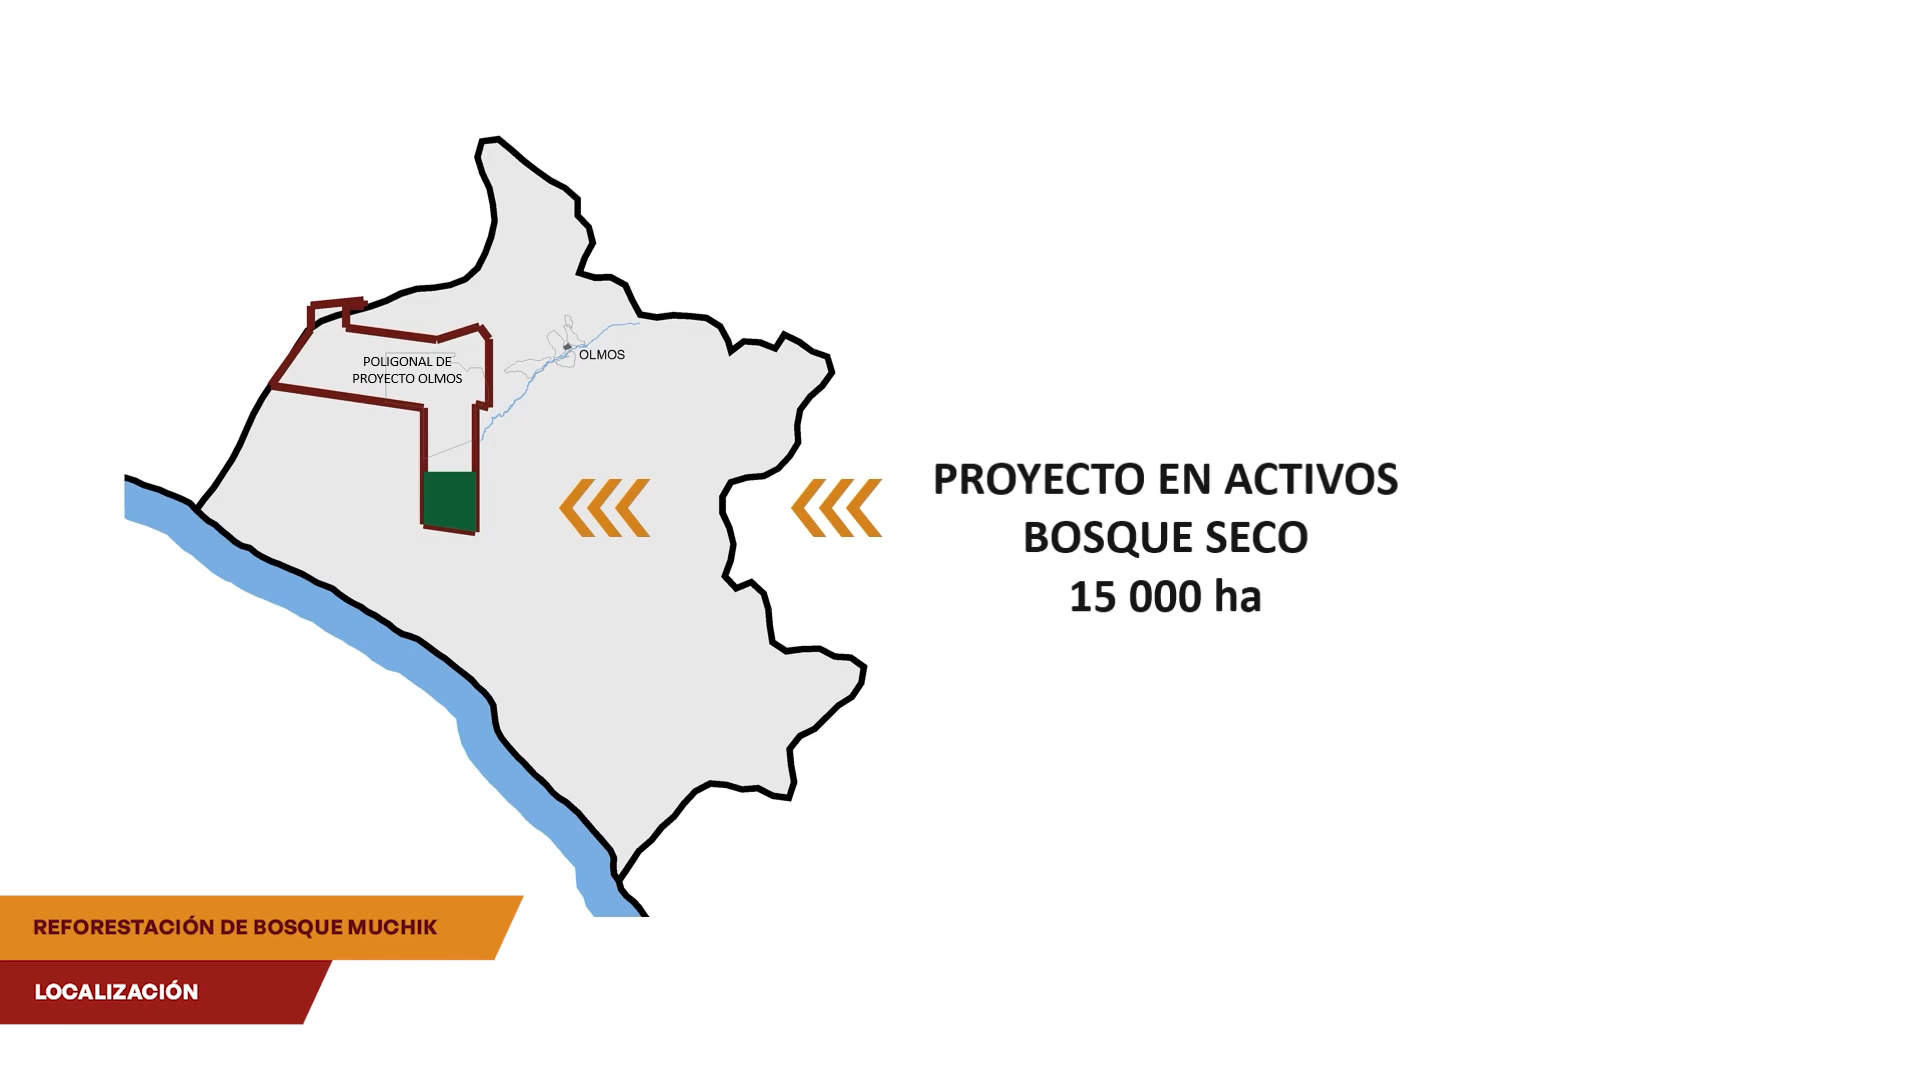 POLIGONAL DE
PROYECTO OLMOS
OLMOS
PROYECTO EN ACTIVOS
BOSQUE SECO
15 000 ha
REFORESTACIÓN DE BOSQUE MUCHIK
LOCALIZACIÓN